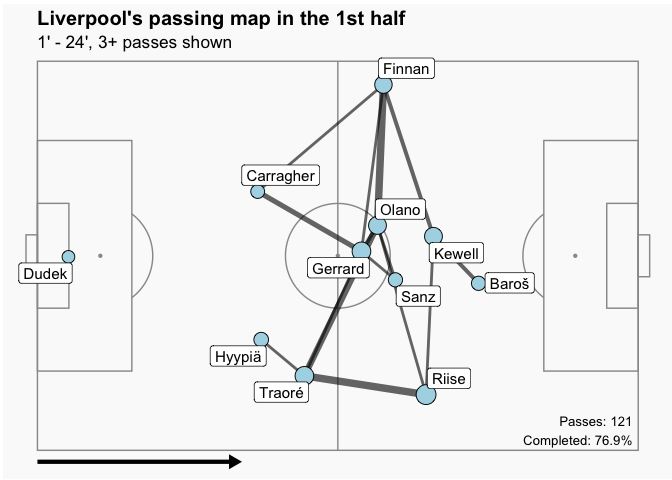 Liverpool's passing map in the 1st half
1' - 24', 3+ passes shown
Finnan
Carragher
Olano
Kewell
Gerrard
Dudek
Baroš
Sanz
Hyypiä
Riise
Traoré
Passes: 121
Completed: 76.9%